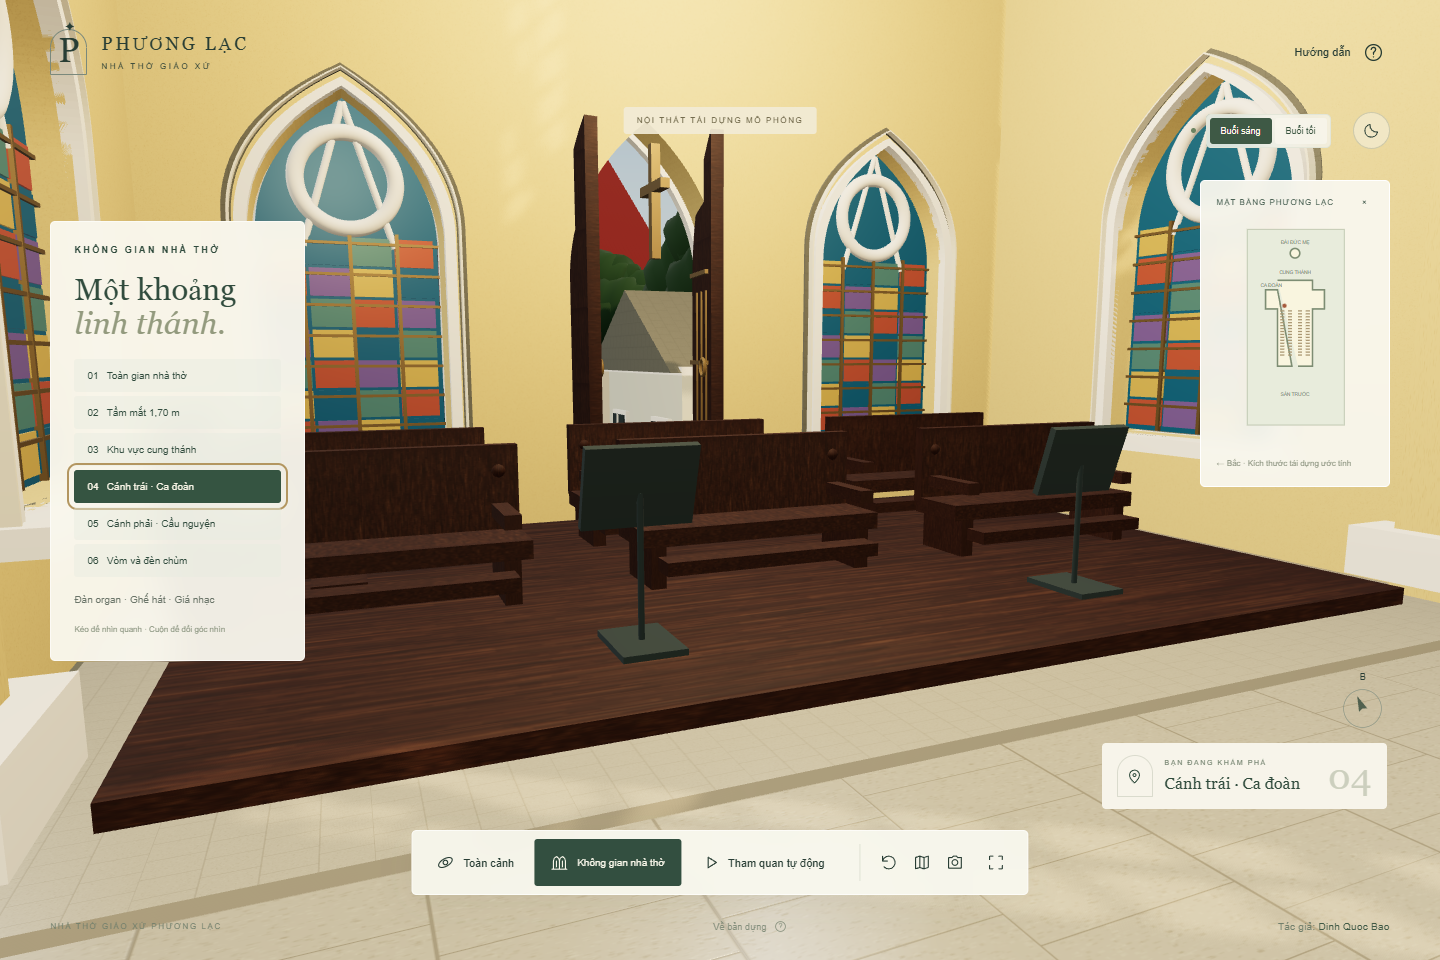 P
PHƯƠNG LẠC
NHÀ THỜ GIÁO XỨ
Hướng dẫn
?
NỘI THẤT TÁI DỰNG MÔ PHỎNG
Buổi sáng
Buổi tối
MẶT BẰNG PHƯƠNG LẠC ×
ĐÀI ĐỨC MẸ
CUNG THÁNH
CA ĐOÀN
SÂN TRƯỚC
← Bắc · Kích thước tái dựng ước tính
KHÔNG GIAN NHÀ THỜ
Một khoảng
linh thánh.
01 Toàn gian nhà thờ
02 Tầm mắt 1,70 m
03 Khu vực cung thánh
04 Cánh trái · Ca đoàn
05 Cánh phải · Cầu nguyện
06 Vòm và đèn chùm
Đàn organ · Ghế hát · Giá nhạc
Kéo để nhìn quanh · Cuộn để đổi góc nhìn
B
BẠN ĐANG KHÁM PHÁ
Cánh trái · Ca đoàn
04
Toàn cảnh
Không gian nhà thờ
Tham quan tự động
NHÀ THỜ GIÁO XỨ PHƯƠNG LẠC
Về bản dựng ?
Tác giả: Dinh Quoc Bao